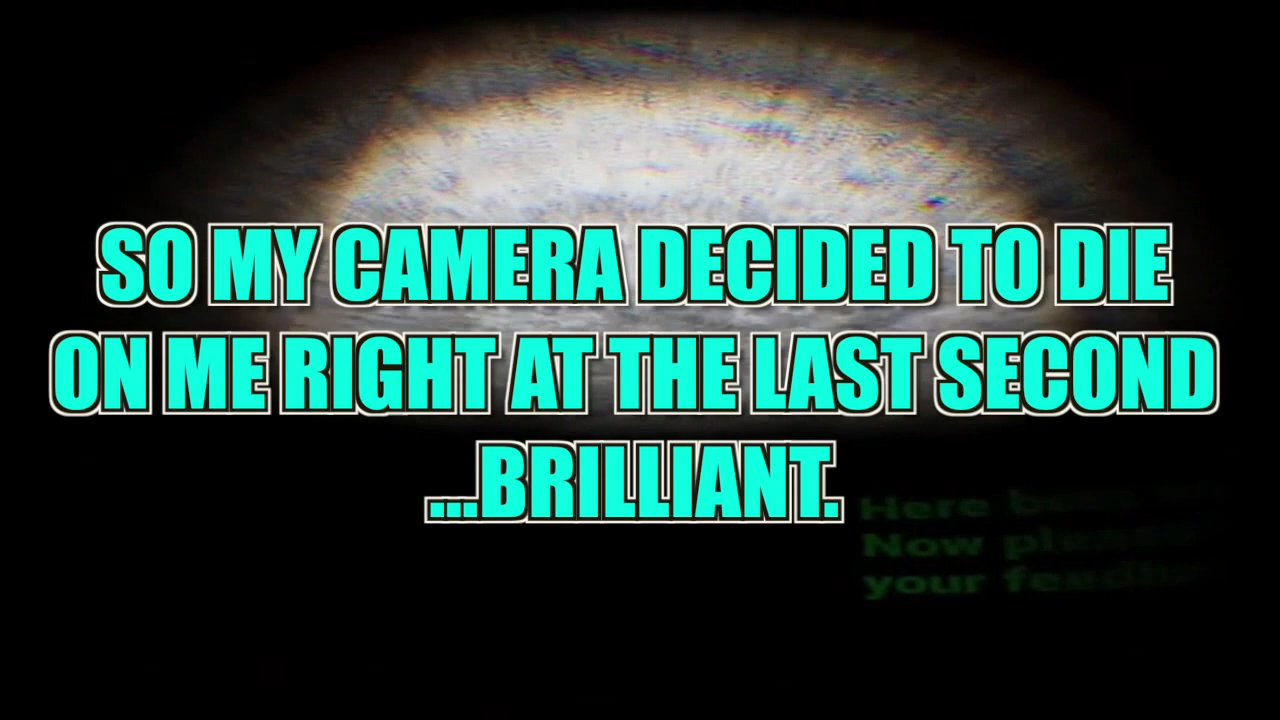 SO MY CAMERA DECIDED TO DIE
ON ME RIGHT AT THE LAST SECOND
...BRILLIANT.
Here
Now
your